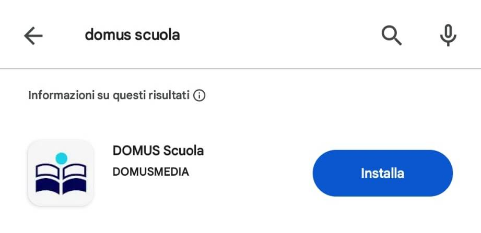 domus scuola
Informazioni su questi risultati
DOMUS Scuola
DOMUSMEDIA
Installa